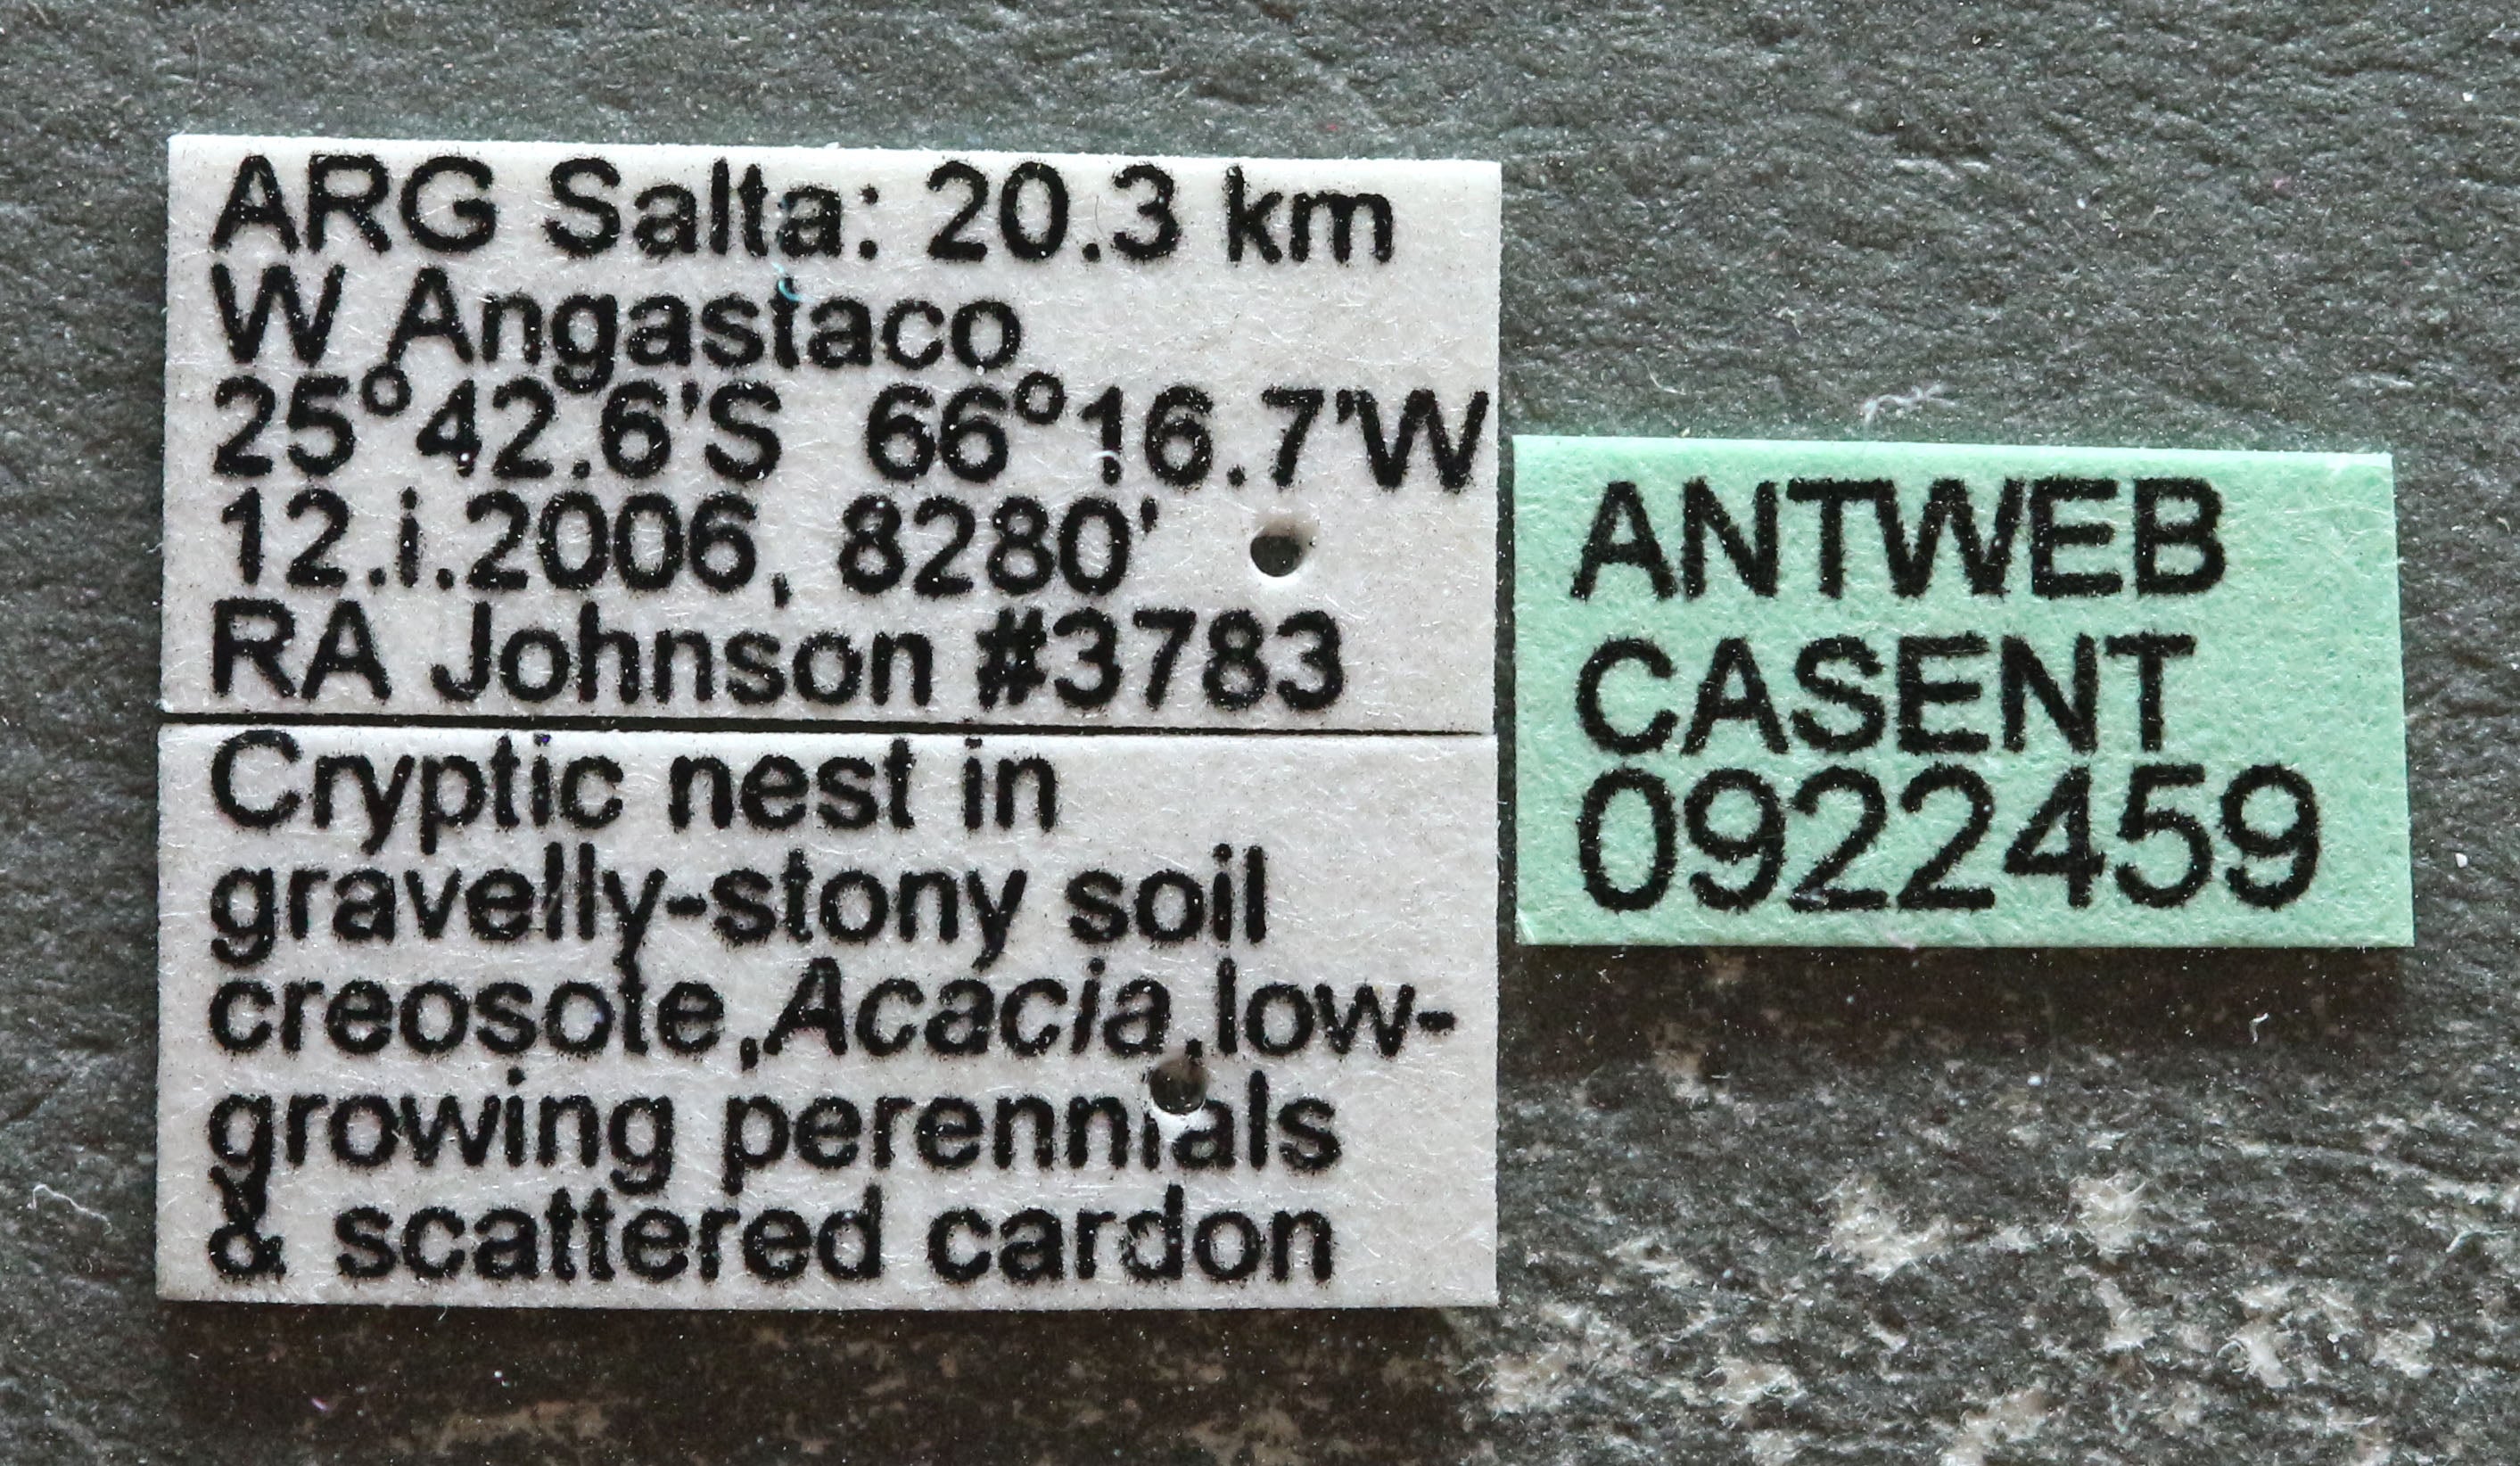 ARG Salta: 20.3 km
W Angastaco
25°42.6'S 66°16.7'W
12.i.2006, 8280'
RA Johnson #3783
Cryptic nest in
gravelly-stony soil
creosote,Acacia,low-
growing perennials
& scattered cardon
ANTWEB
CASENT
0922459